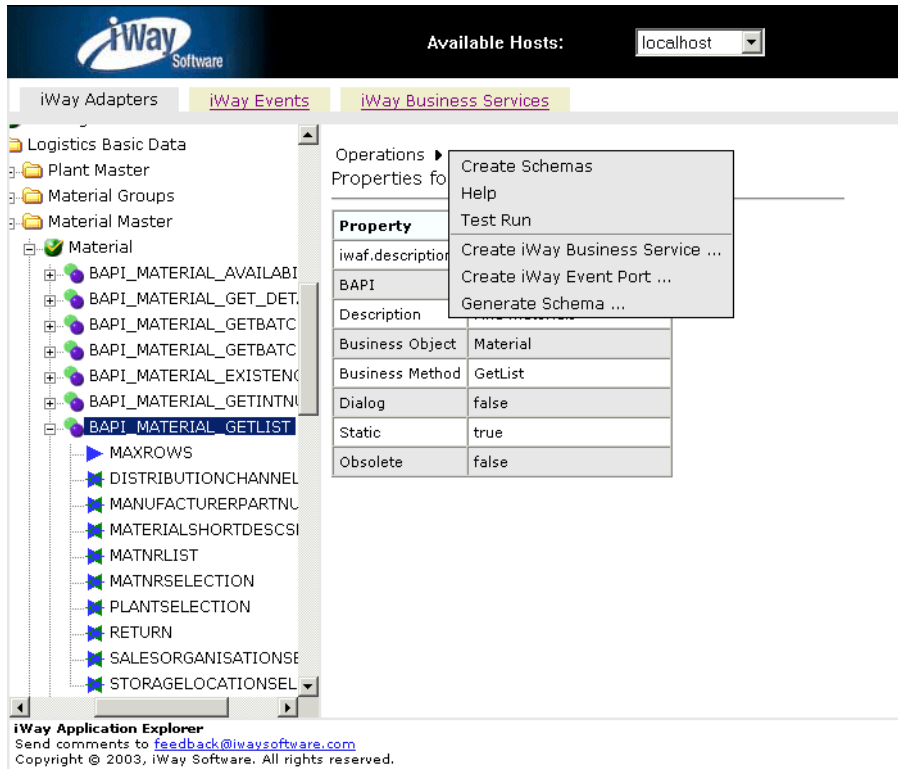 iWay
Software
Available Hosts:
localhost
iWay Adapters
iWay Events
iWay Business Services
Logistics Basic Data
Plant Master
Material Groups
Material Master
Material
BAPI_MATERIAL_AVAILABI
BAPI_MATERIAL_GET_DET
BAPI_MATERIAL_GETBATC
BAPI_MATERIAL_GETBATC
BAPI_MATERIAL_EXISTENC
BAPI_MATERIAL_GETINTNU
BAPI_MATERIAL_GETLIST
MAXROWS
DISTRIBUTIONCHANNEL
MANUFACTURERPARTNU
MATERIALSHORTDESCSE
MATNRLIST
MATNRSELECTION
PLANTSELECTION
RETURN
SALESORGANISATIONSE
STORAGELOCATIONSEL
Operations
Properties fo
Create Schemas
Help
Test Run
Create iWay Business Service ...
Create iWay Event Port ...
Generate Schema ...
Property
iwaf.description
BAPI
Description
Business Object Material
Business Method GetList
Dialog false
Static true
Obsolete false
iWay Application Explorer
Send comments to feedback@iwaysoftware.com
Copyright © 2003, iWay Software. All rights reserved.